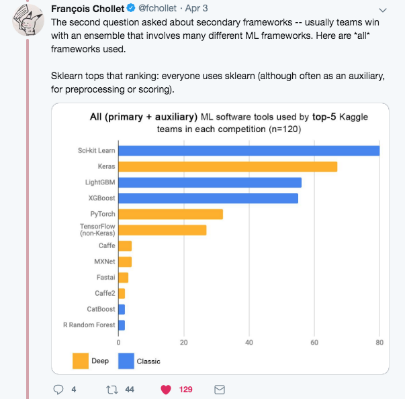 François Chollet @fchollet · Apr 3
The second question asked about secondary frameworks -- usually teams win
with an ensemble that involves many different ML frameworks. Here are *all*
frameworks used.
Sklearn tops that ranking: everyone uses sklearn (although often as an auxiliary,
for preprocessing or scoring).
All (primary + auxiliary) ML software tools used by top-5 Kaggle
teams in each competition (n=120)
Sci-kit Learn
Keras
LightGBM
XGBoost
PyTorch
TensorFlow
(non-Keras)
Caffe
MXNet
Fastai
Caffe2
CatBoost
R Random Forest
0 20 40 60 80
Deep Classic
4 44 129